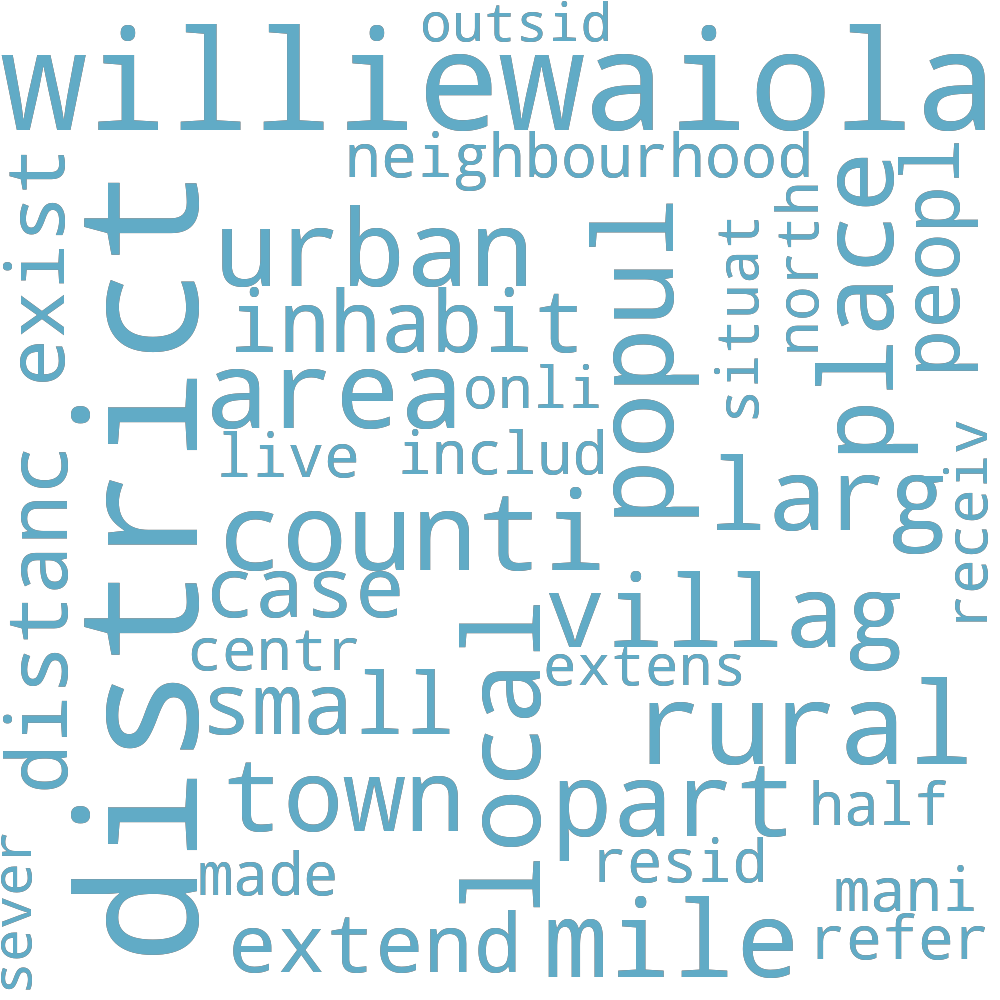 outsid
williewaiola
neighbourhood
exist
district
urban
popul
situat
north
place
peopl
inhabit
area
onli
live
includ
distanc
larg
receiv
counti
case
villag
centr
local
extens
small
rural
town
part
half
sever
made
resid
mani
extend
mile
refer